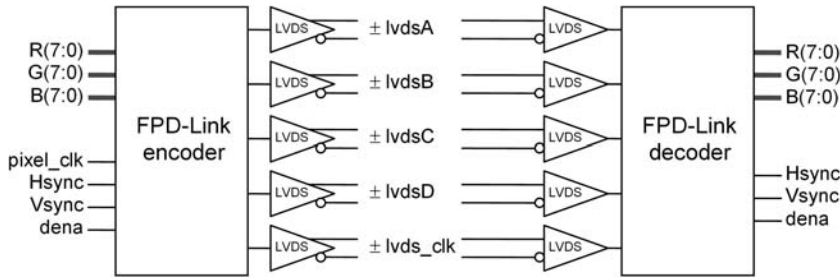 R(7:0)
G(7:0)
B(7:0)
pixel_clk
Hsync
Vsync
dena
FPD-Link
encoder
LVDS ± lvdsA LVDS
LVDS ± lvdsB LVDS
LVDS ± lvdsC LVDS
LVDS ± lvdsD LVDS
LVDS ± lvds_clk LVDS
FPD-Link
decoder
R(7:0)
G(7:0)
B(7:0)
Hsync
Vsync
dena